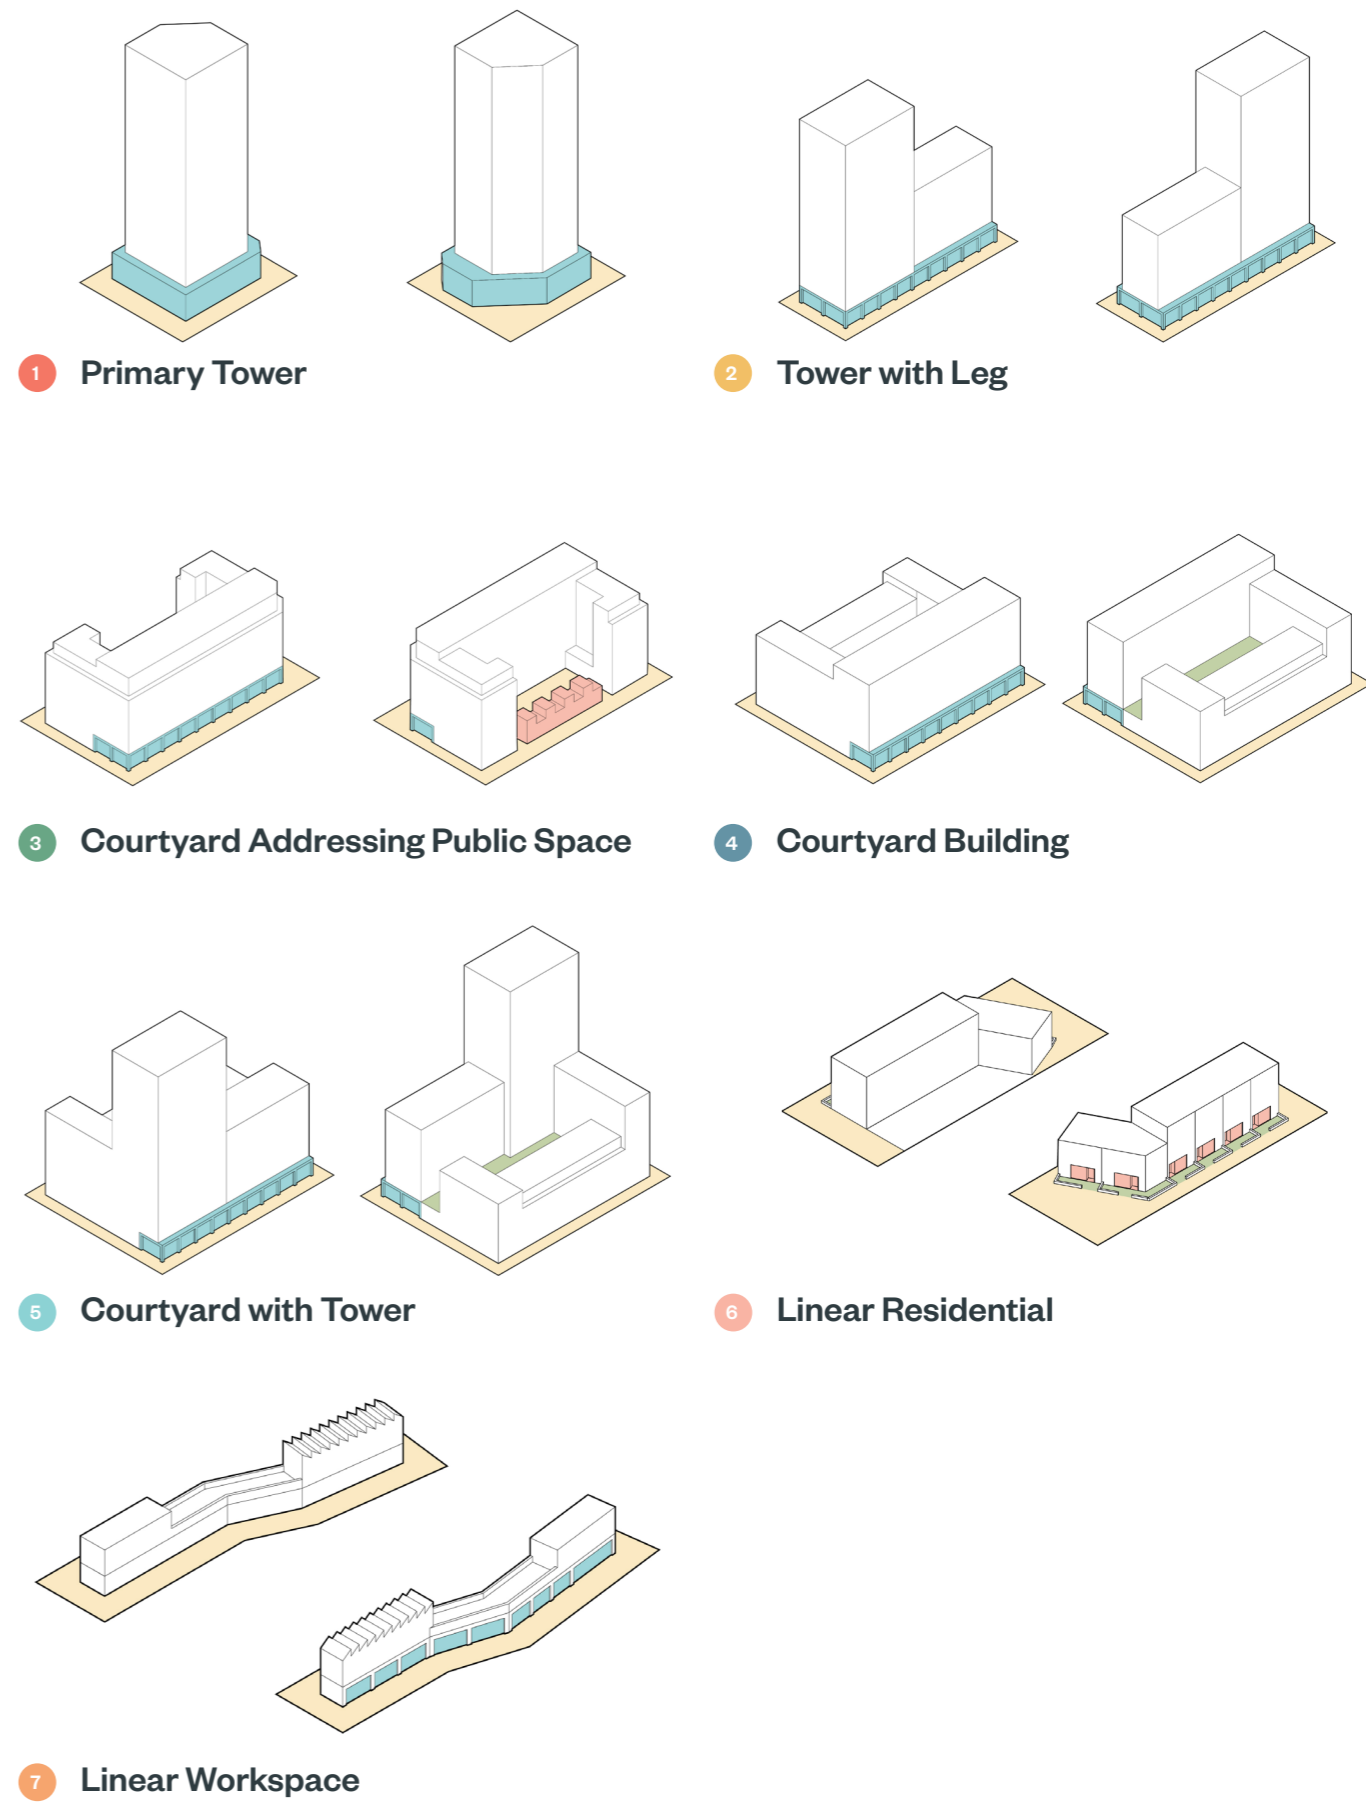 1 Primary Tower
2 Tower with Leg
3 Courtyard Addressing Public Space
4 Courtyard Building
5 Courtyard with Tower
6 Linear Residential
7 Linear Workspace